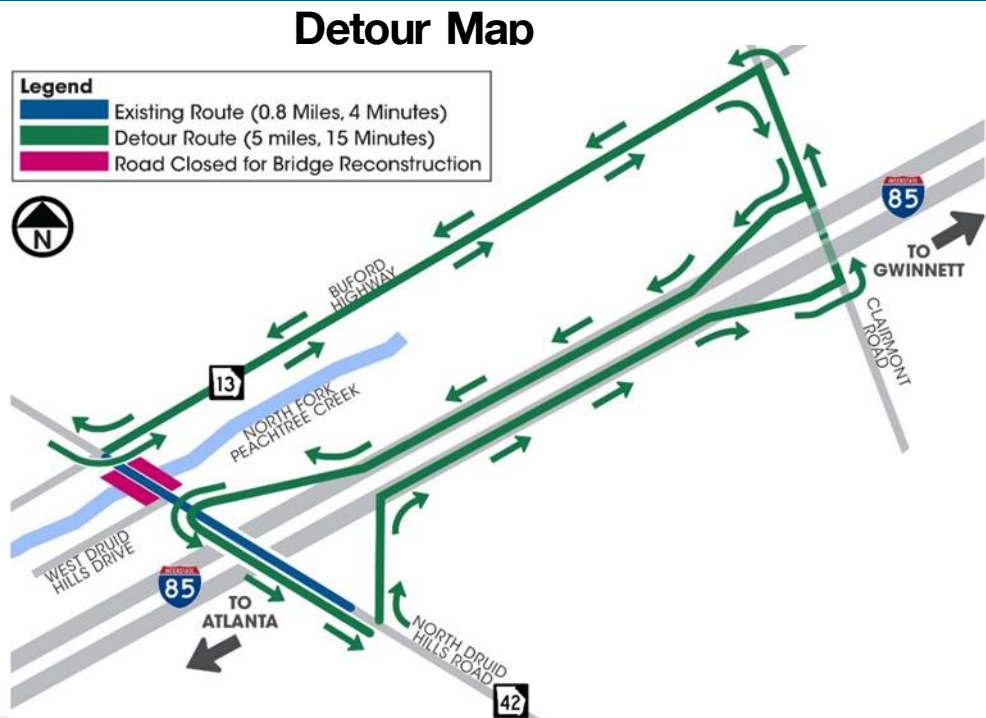 Detour Map
Legend
Existing Route (0.8 Miles, 4 Minutes)
Detour Route (5 miles, 15 Minutes)
Road Closed for Bridge Reconstruction
N
INTERSTATE
85
TO
GWINNETT
BUFORD
HIGHWAY
CLAIRMONT
ROAD
13
NORTH FORK
PEACHTREE CREEK
WEST DRUID
HILLS DRIVE
INTERSTATE
85
TO
ATLANTA
NORTH DRUID
HILLS ROAD
42